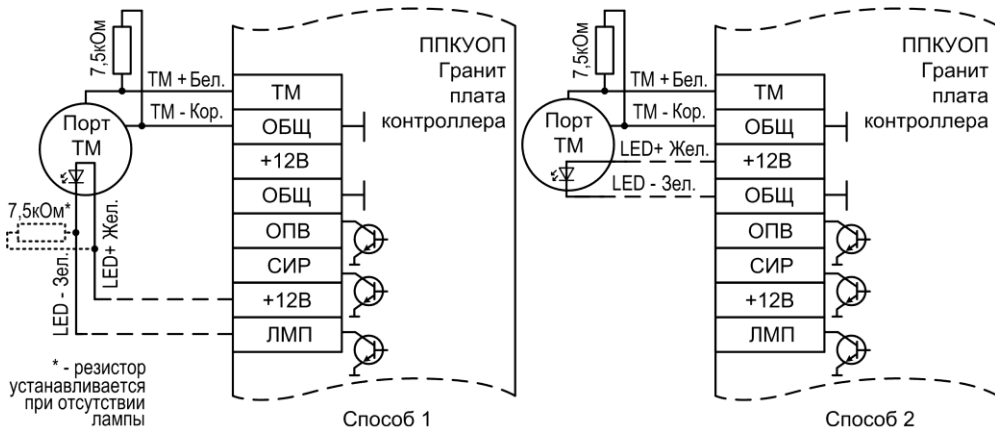 7,5кОм
ТМ + Бел.
ТМ - Кор.
Порт
ТМ
7,5кОм*
LED - Зел.
LED+ Жел.
* - резистор
устанавливается
при отсутствии
лампы
ППКУОП
Гранит
плата
контроллера
ТМ
ОБЩ
+12В
ОБЩ
ОПВ
СИР
+12В
ЛМП
Способ 1
7,5кОм
ТМ + Бел.
ТМ - Кор.
Порт
ТМ
LED+ Жел.
LED - Зел.
ППКУОП
Гранит
плата
контроллера
ТМ
ОБЩ
+12В
ОБЩ
ОПВ
СИР
+12В
ЛМП
Способ 2